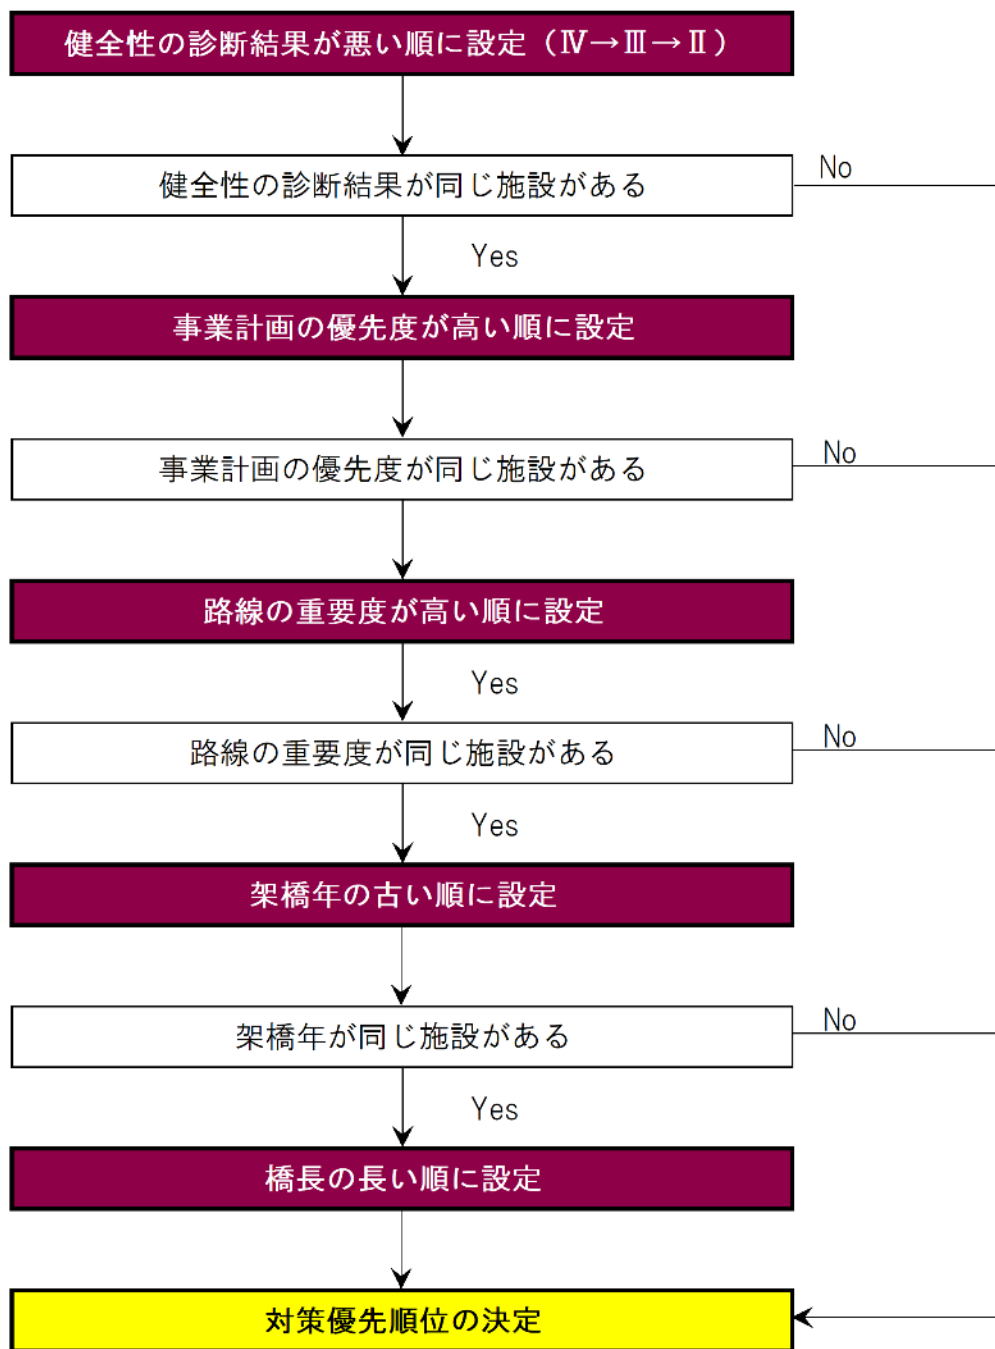 健全性の診断結果が悪い順に設定（Ⅳ→Ⅲ→Ⅱ）
健全性の診断結果が同じ施設がある
No
Yes
事業計画の優先度が高い順に設定
事業計画の優先度が同じ施設がある
No
路線の重要度が高い順に設定
Yes
路線の重要度が同じ施設がある
No
Yes
架橋年の古い順に設定
架橋年が同じ施設がある
No
Yes
橋長の長い順に設定
対策優先順位の決定